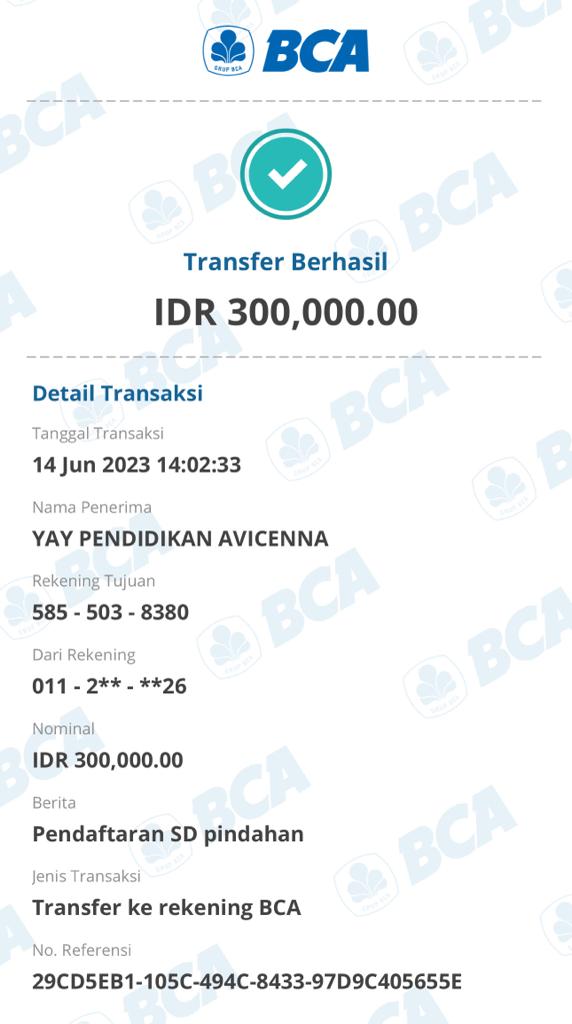 BCA
Transfer Berhasil
IDR 300,000.00
Detail Transaksi
Tanggal Transaksi
14 Jun 2023 14:02:33
Nama Penerima
YAY PENDIDIKAN AVICENNA
Rekening Tujuan
585 - 503 - 8380
Dari Rekening
011 - 2** - **26
Nominal
IDR 300,000.00
Berita
Pendaftaran SD pindahan
Jenis Transaksi
Transfer ke rekening BCA
No. Referensi
29CD5EB1-105C-494C-8433-97D9C405655E